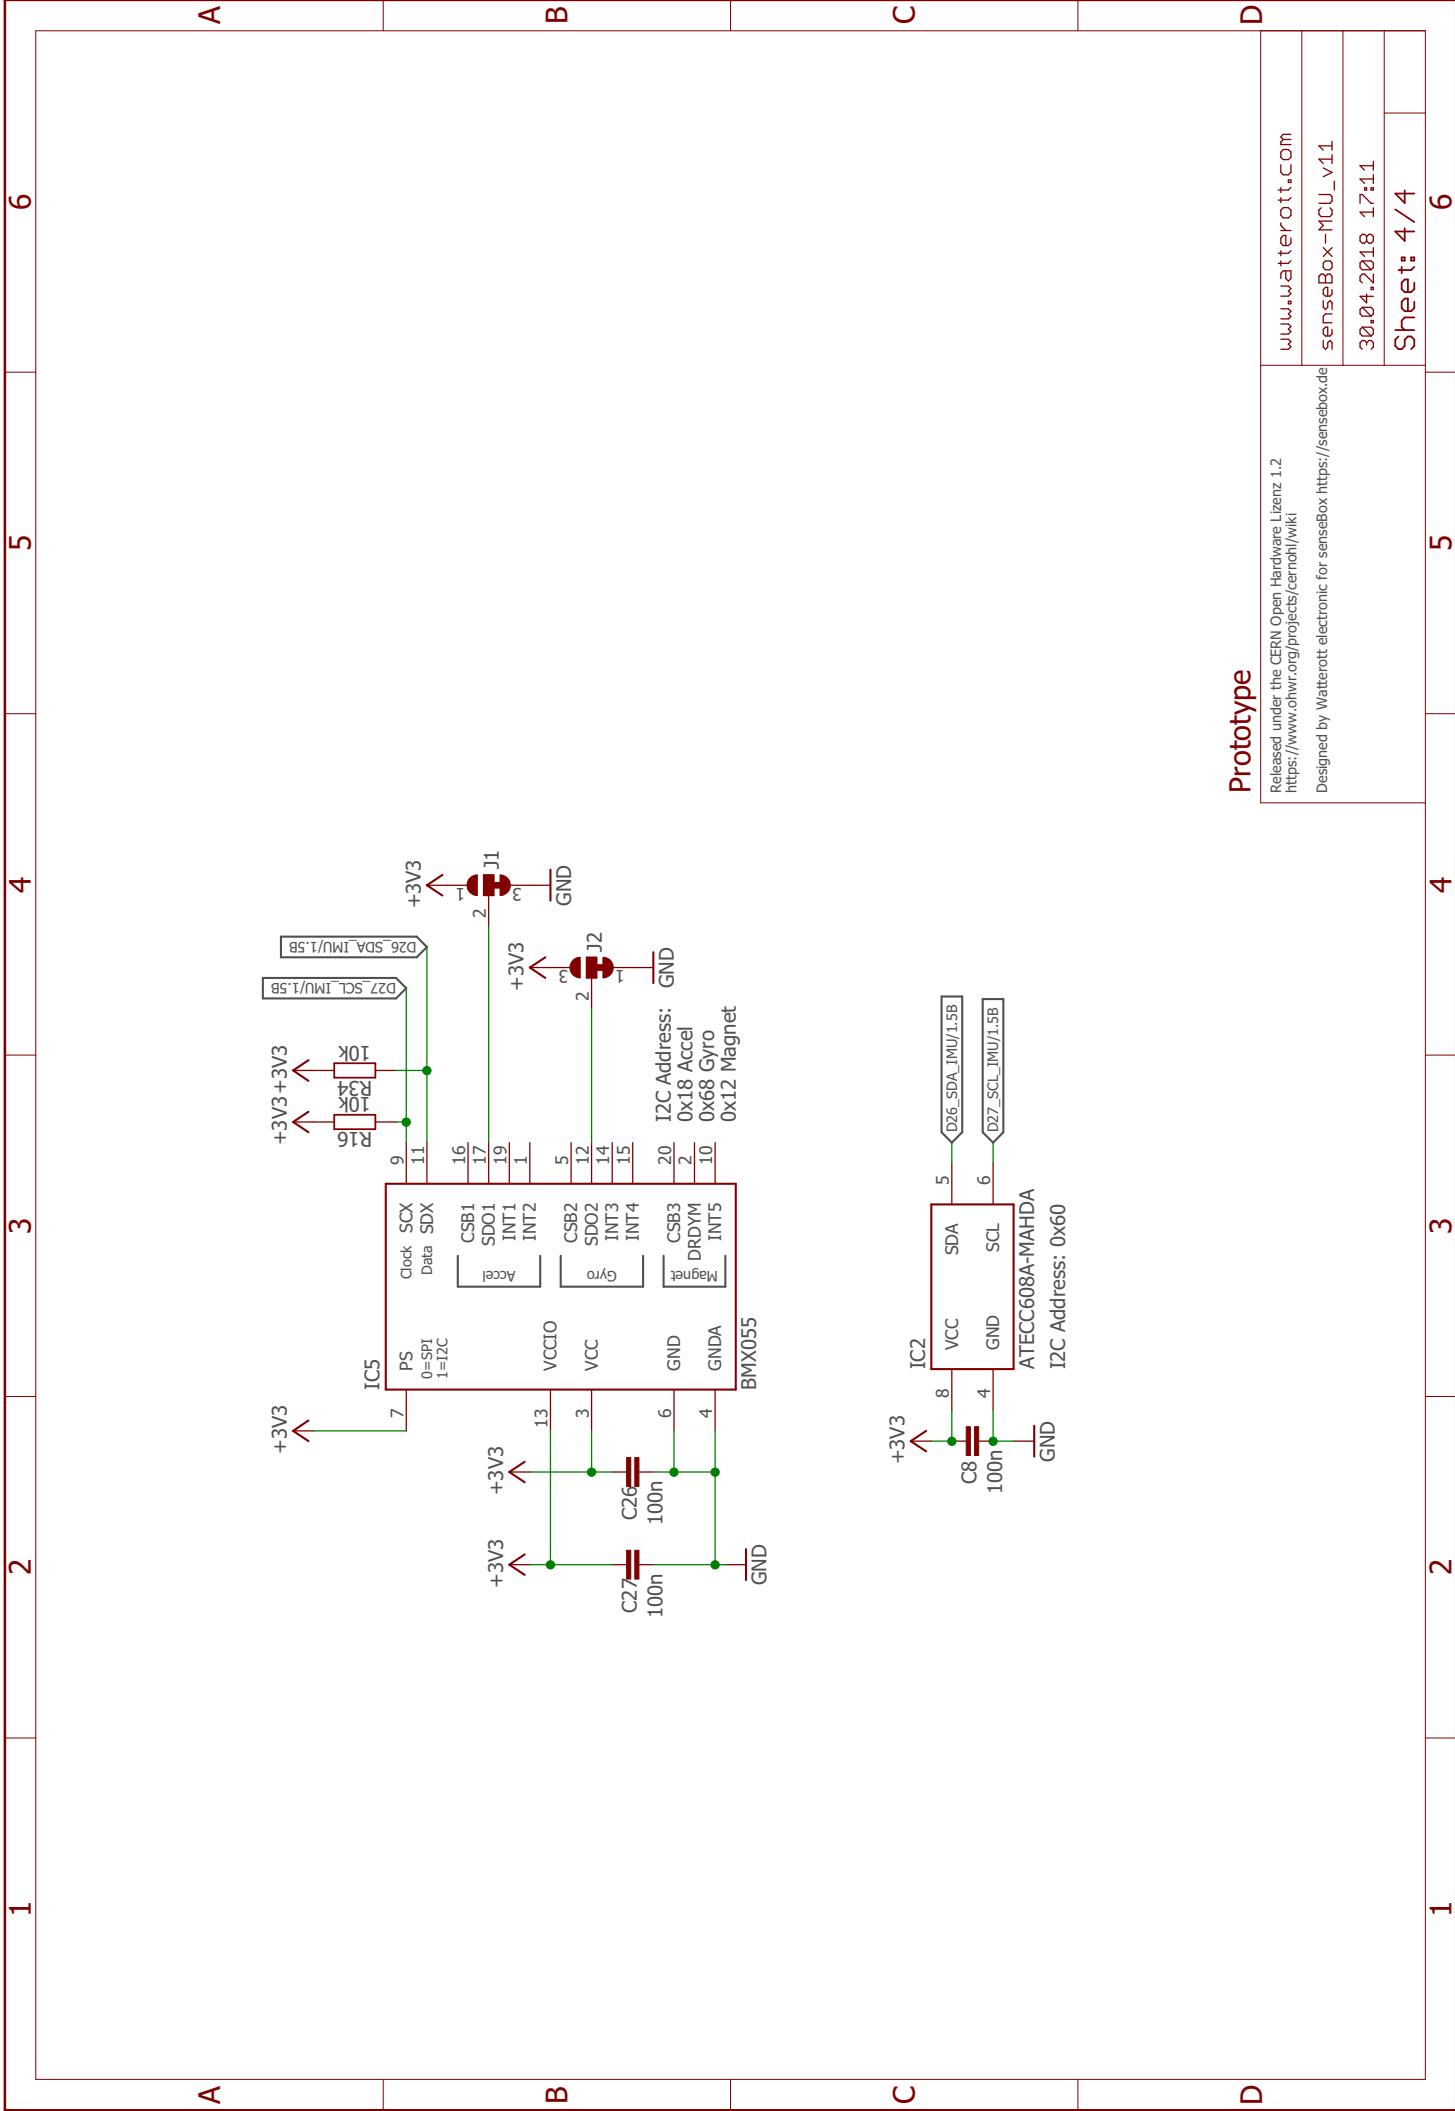 1 2 3 4 5 6
A
B
C
D
A
B
C
D
1 2 3 4 5 6
+3V3
+3V3
+3V3
R16
10k
R34
10k
D27_SCL_IMU/1.5B
D26_SDA_IMU/1.5B
IC5
7
PS
0=SPI
1=I2C
Clock SCX 9
Data SDX 11
Accel
CSB1 16
SDO1 17
INT1 19
INT2 1
Gyro
CSB2 5
SDO2 12
INT3 14
INT4 15
Magnet
CSB3 20
DRDYM 2
INT5 10
13 VCCIO
3 VCC
6 GND
4 GNDA
BMX055
+3V3
+3V3
C27
100n
C26
100n
GND
+3V3
1
2
3
J1
GND
+3V3
3
2
1
J2
GND
I2C Address:
0x18 Accel
0x68 Gyro
0x12 Magnet
+3V3
C8
100n
GND
IC2
8 VCC SDA 5
4 GND SCL 6
ATECC608A-MAHDA
I2C Address: 0x60
D26_SDA_IMU/1.5B
D27_SCL_IMU/1.5B
Prototype
Released under the CERN Open Hardware Lizenz 1.2
https://www.ohwr.org/projects/cernohl/wiki
Designed by Watterott electronic for senseBox https://sensebox.de
www.watterott.com
senseBox-MCU_v11
30.04.2018 17:11
Sheet: 4/4